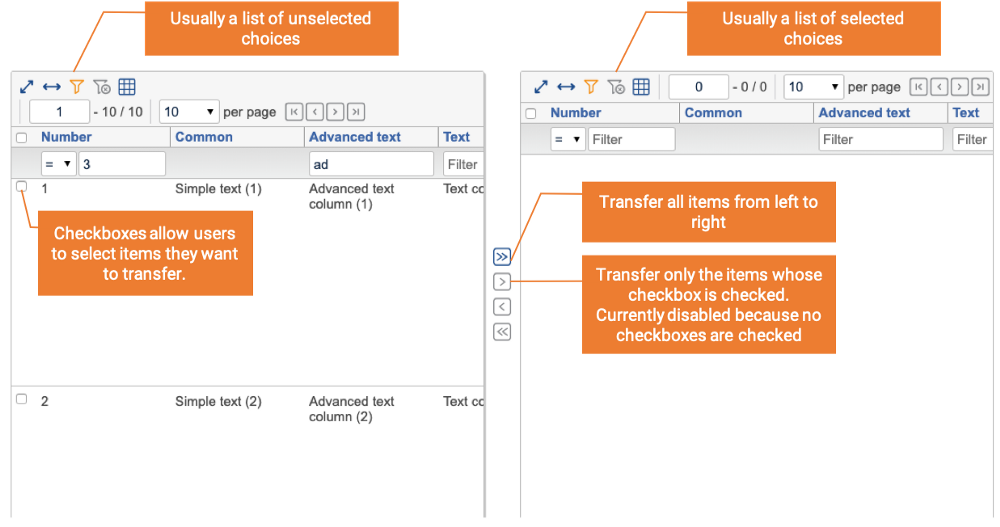 Usually a list of unselected
choices
Usually a list of selected
choices
1 - 10 / 10 10 per page
Number Common Advanced text Text
= 3 ad Filter
1 Simple text (1) Advanced text Text co
column (1)
Checkboxes allow users
to select items they want
to transfer.
2 Simple text (2) Advanced text Text co
column (2)
0 - 0 / 0 10 per page
Number Common Advanced text Text
= Filter Filter Filter
Transfer all items from left to
right
Transfer only the items whose
checkbox is checked.
Currently disabled because no
checkboxes are checked